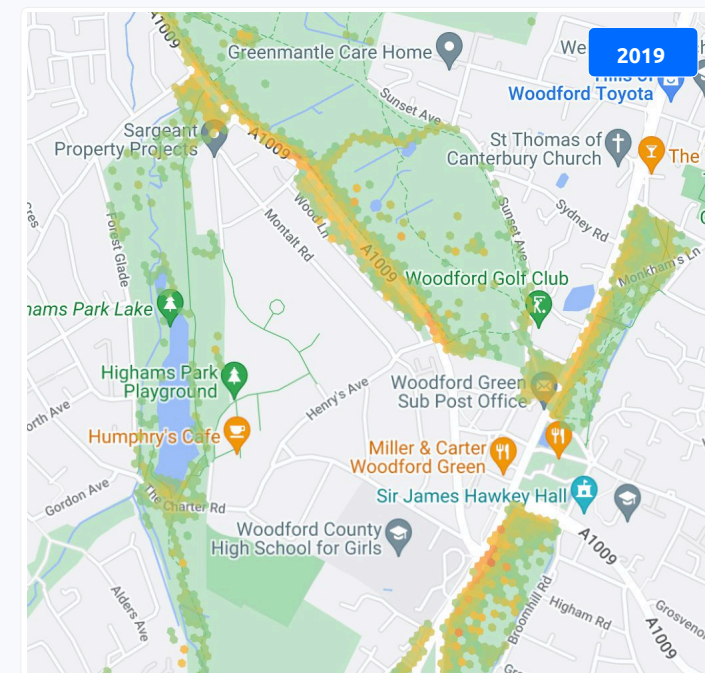 A1009
Greenmantle Care Home
We
2019
Hills of
Woodford Toyota
Sunset Ave
Sargeant
Property Projects
A1009
St Thomas of
Canterbury Church
The
Wood Ln
Montalt Rd
Sunset Ave
Sydney Rd
Monkham's Ln
Forest Glade
A1009
Woodford Golf Club
hams Park Lake
Highams Park
Playground
Henry's Ave
Woodford Green
Sub Post Office
orth Ave
Humphry's Cafe
Miller & Carter
Woodford Green
Gordon Ave
The Charter Rd
Sir James Hawkey Hall
Woodford County
High School for Girls
A1009
Alders Ave
Broomhill Rd
Higham Rd
Grosveno
A1009
Gr